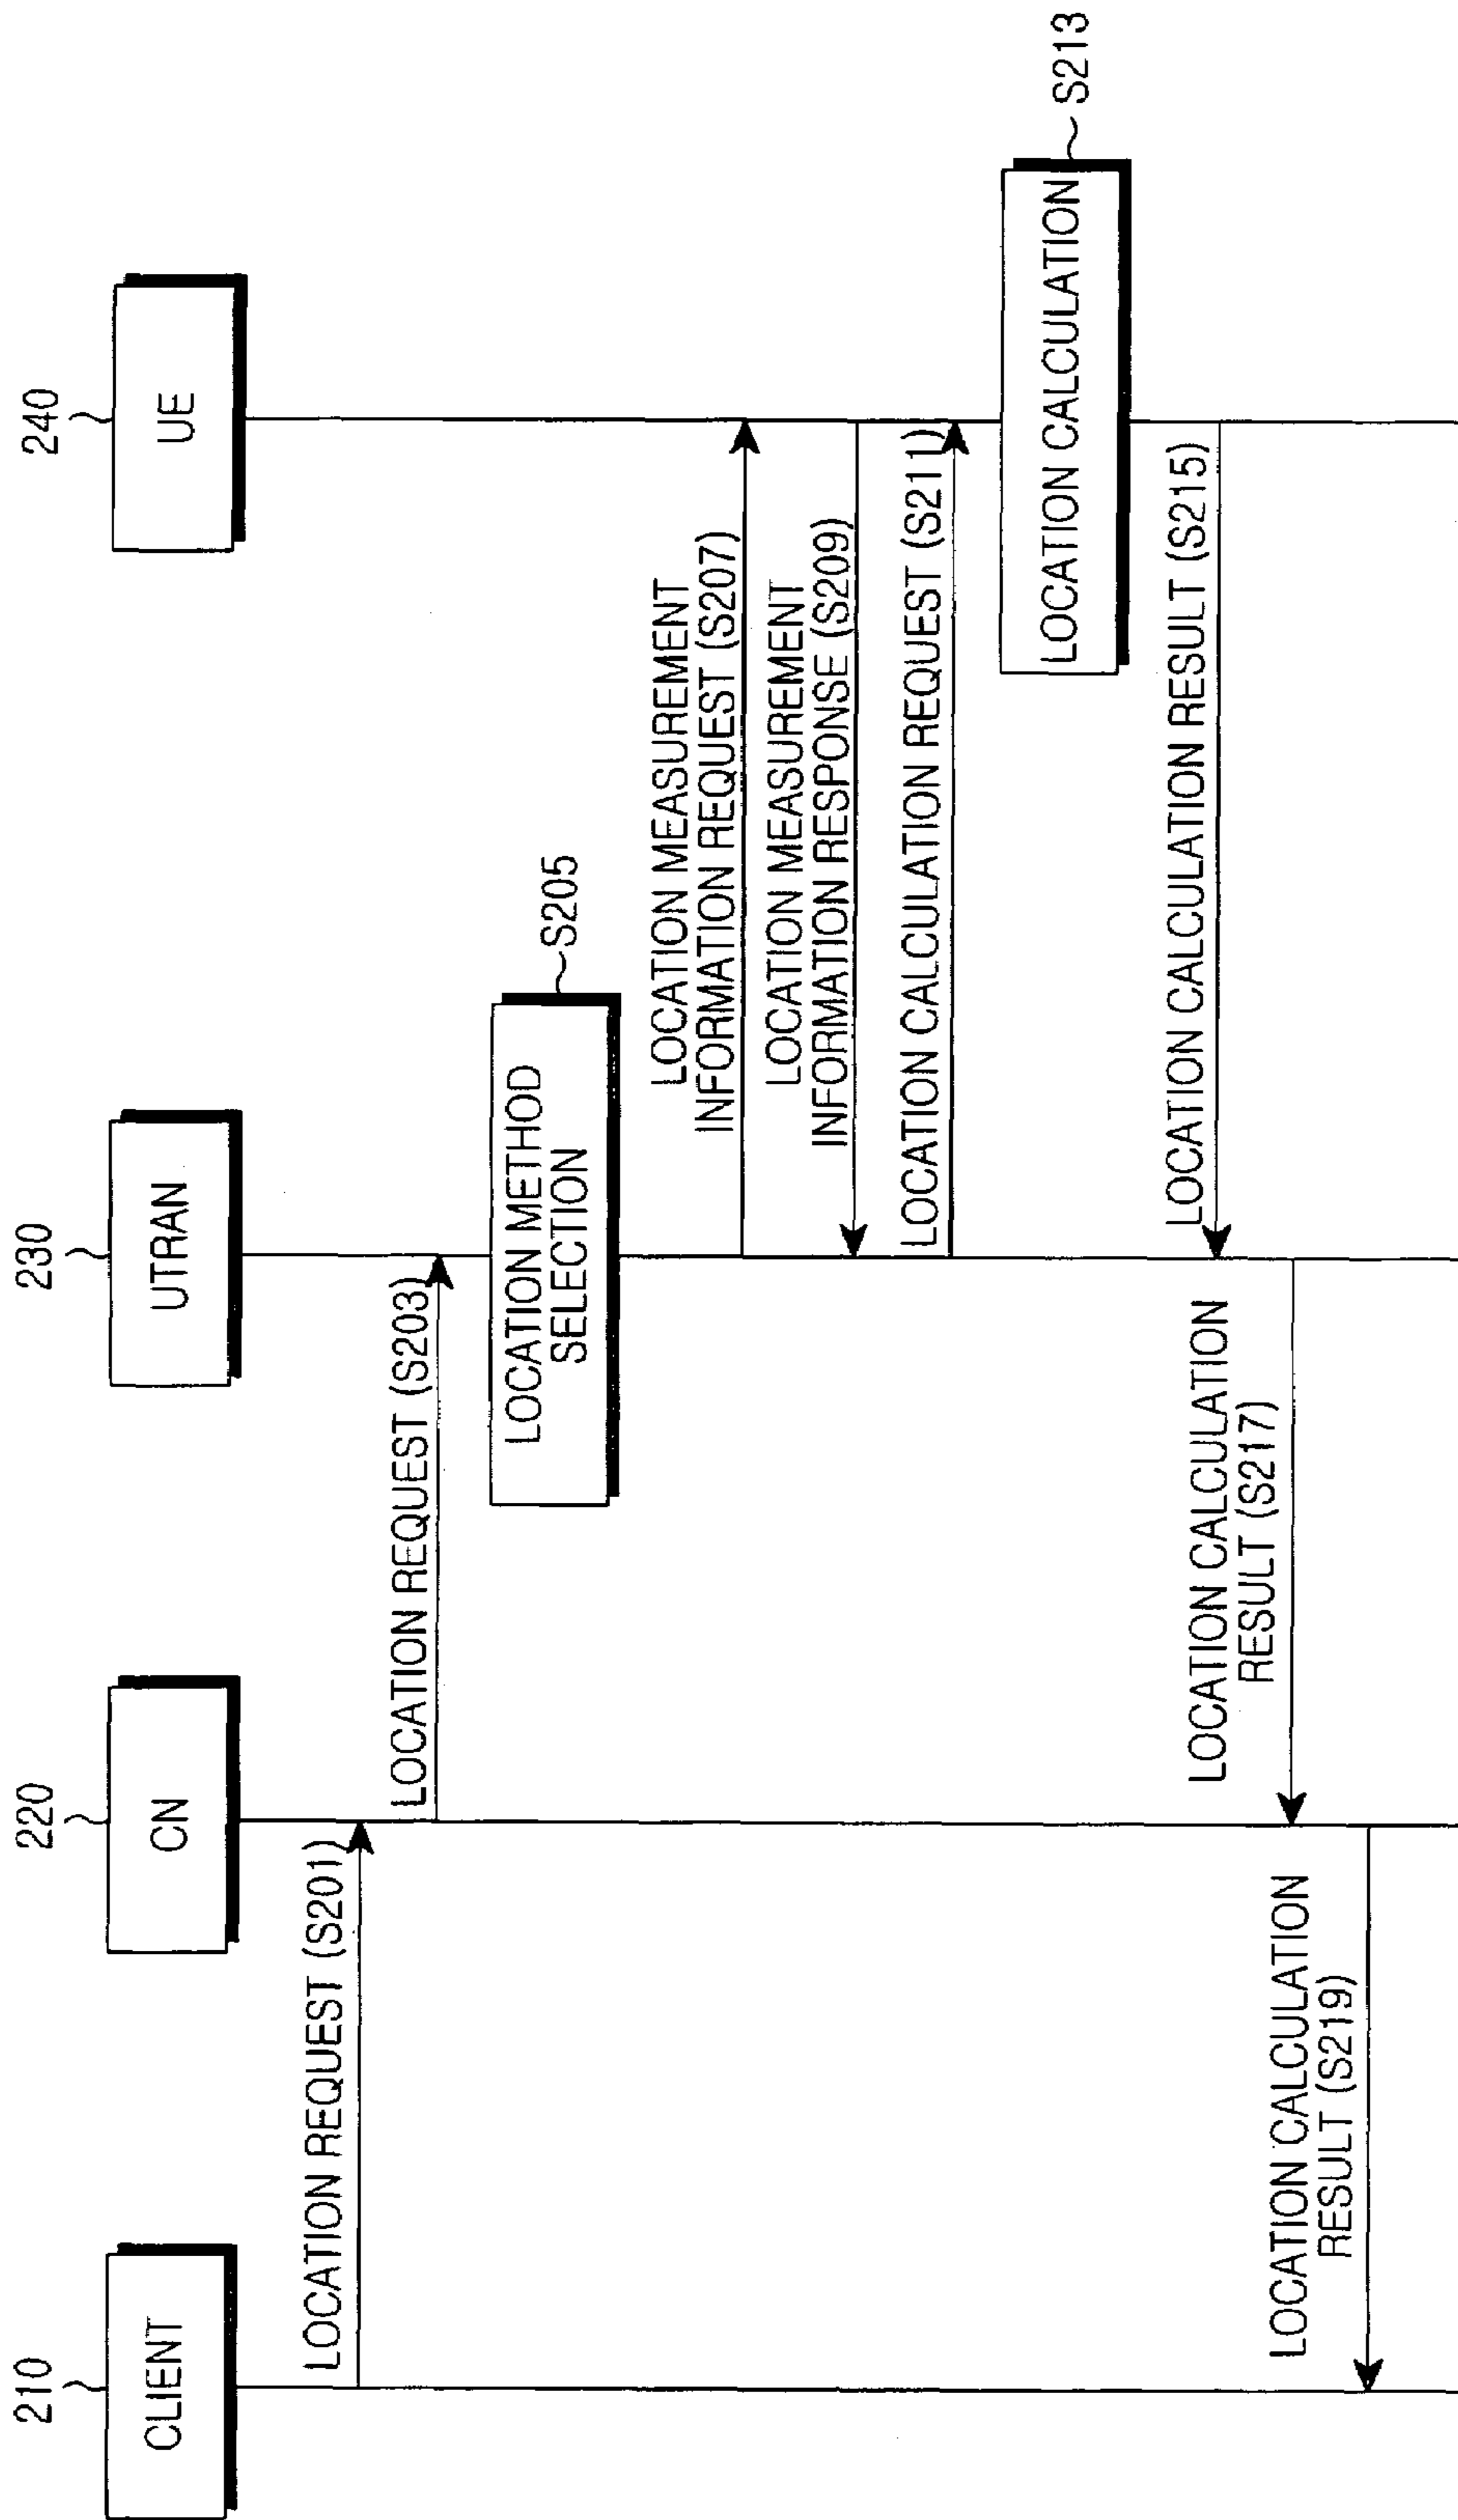 210
220
230
240
CLIENT
CN
UTRAN
UE
LOCATION REQUEST (S201)
LOCATION REQUEST (S203)
LOCATION METHOD
SELECTION
S205
LOCATION MEASUREMENT
INFORMATION REQUEST (S207)
LOCATION MEASUREMENT
INFORMATION RESPONSE (S209)
LOCATION CALCULATION REQUEST (S211)
LOCATION CALCULATION
S213
LOCATION CALCULATION RESULT (S215)
LOCATION CALCULATION
RESULT (S217)
LOCATION CALCULATION
RESULT (S219)